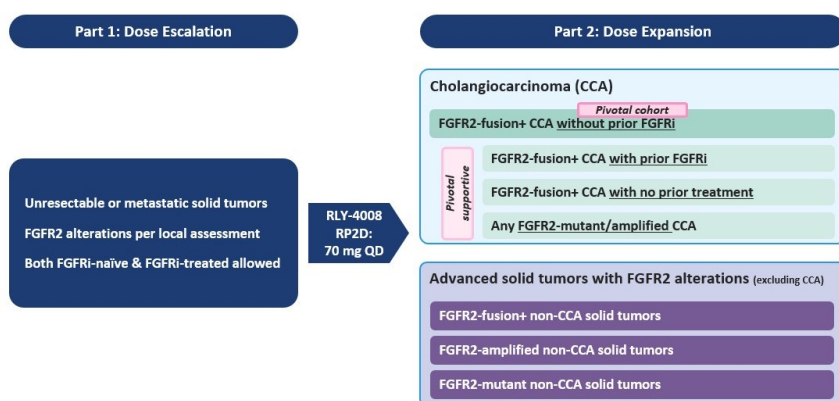 Part 1: Dose Escalation
Unresectable or metastatic solid tumors
FGFR2 alterations per local assessment
Both FGFRi-naïve & FGFRi-treated allowed
RLY-4008
RP2D:
70 mg QD
Part 2: Dose Expansion
Cholangiocarcinoma (CCA)
Pivotal cohort
FGFR2-fusion+ CCA without prior FGFRi
Pivotal
supportive
FGFR2-fusion+ CCA with prior FGFRi
FGFR2-fusion+ CCA with no prior treatment
Any FGFR2-mutant/amplified CCA
Advanced solid tumors with FGFR2 alterations (excluding CCA)
FGFR2-fusion+ non-CCA solid tumors
FGFR2-amplified non-CCA solid tumors
FGFR2-mutant non-CCA solid tumors